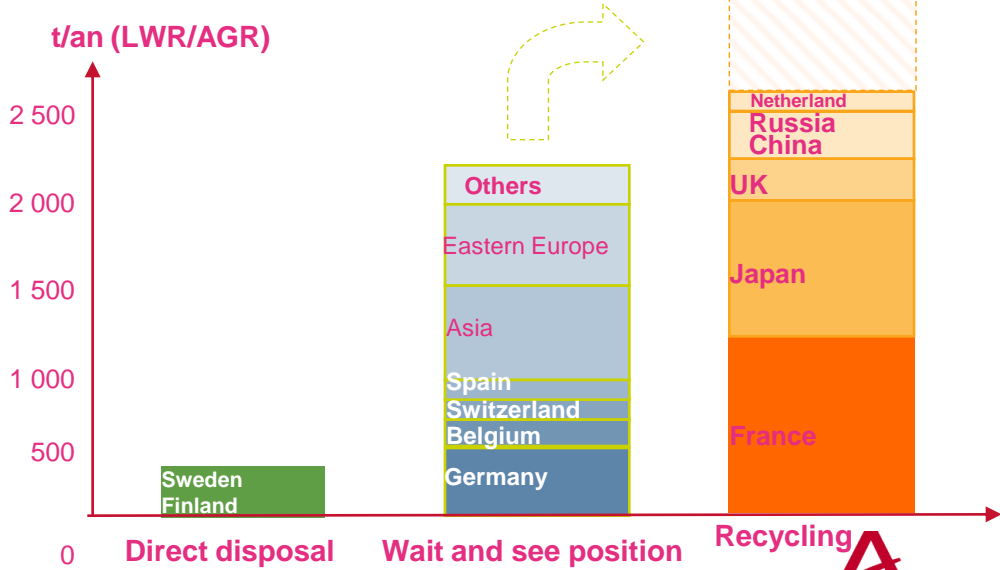 t/an (LWR/AGR)
2 500
2 000
1 500
1 000
500
0
Sweden
Finland
Direct disposal
Others
Eastern Europe
Asia
Spain
Switzerland
Belgium
Germany
Wait and see position
Netherland
Russia
China
UK
Japan
France
Recycling